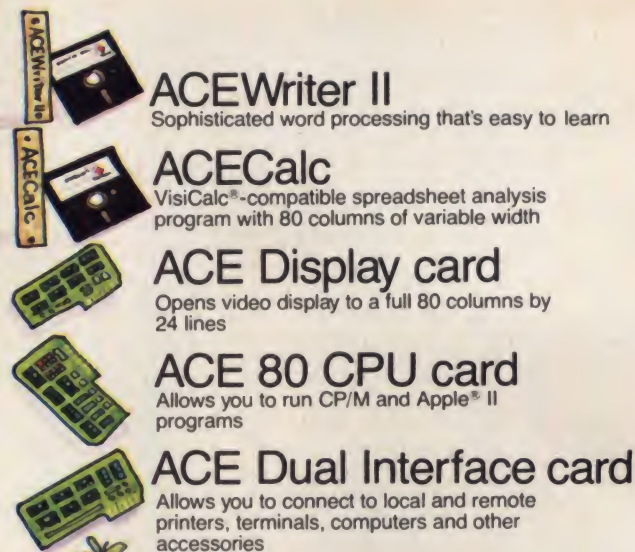 ACEWriter II
Sophisticated word processing that's easy to learn
ACECalc
VisiCalc®-compatible spreadsheet analysis
program with 80 columns of variable width
ACE Display card
Opens video display to a full 80 columns by
24 lines
ACE 80 CPU card
Allows you to run CP/M and Apple® II
programs
ACE Dual Interface card
Allows you to connect to local and remote
printers, terminals, computers and other
accessories
ACEWriter II
ACECalc